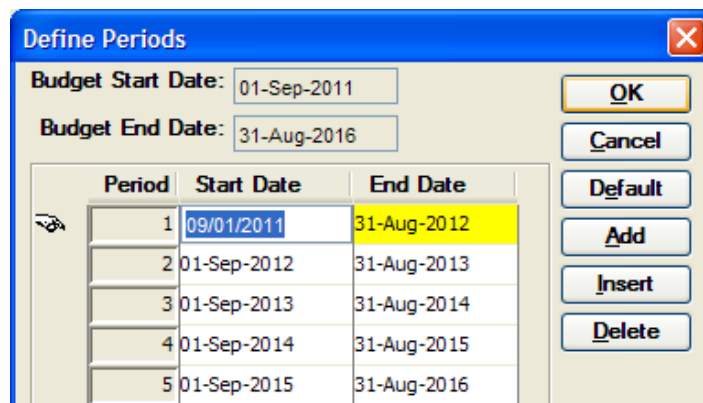 Define Periods
Budget Start Date: 01-Sep-2011
OK
Budget End Date: 31-Aug-2016
Cancel
Period Start Date End Date
Default
1 09/01/2011 31-Aug-2012
Add
2 01-Sep-2012 31-Aug-2013
Insert
3 01-Sep-2013 31-Aug-2014
Delete
4 01-Sep-2014 31-Aug-2015
5 01-Sep-2015 31-Aug-2016